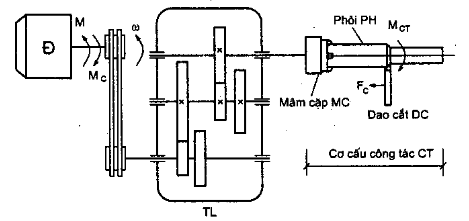 M
ω
Đ
M_C
Phôi PH
M_CT
F_C
Mâm cặp MC
Dao cắt DC
Cơ cấu công tác CT
TL